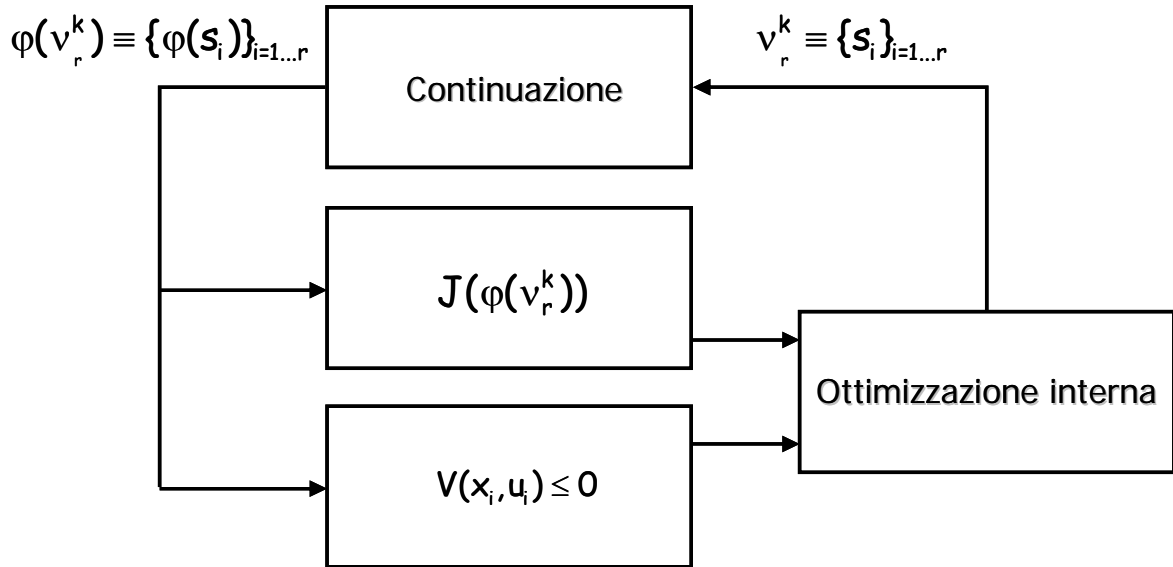 φ(ν_r^k) ≡ {φ(s_i)}_{i=1...r}
ν_r^k ≡ {s_i}_{i=1...r}
Continuazione
J(φ(ν_r^k))
Ottimizzazione interna
V(x_i,u_i) ≤ 0